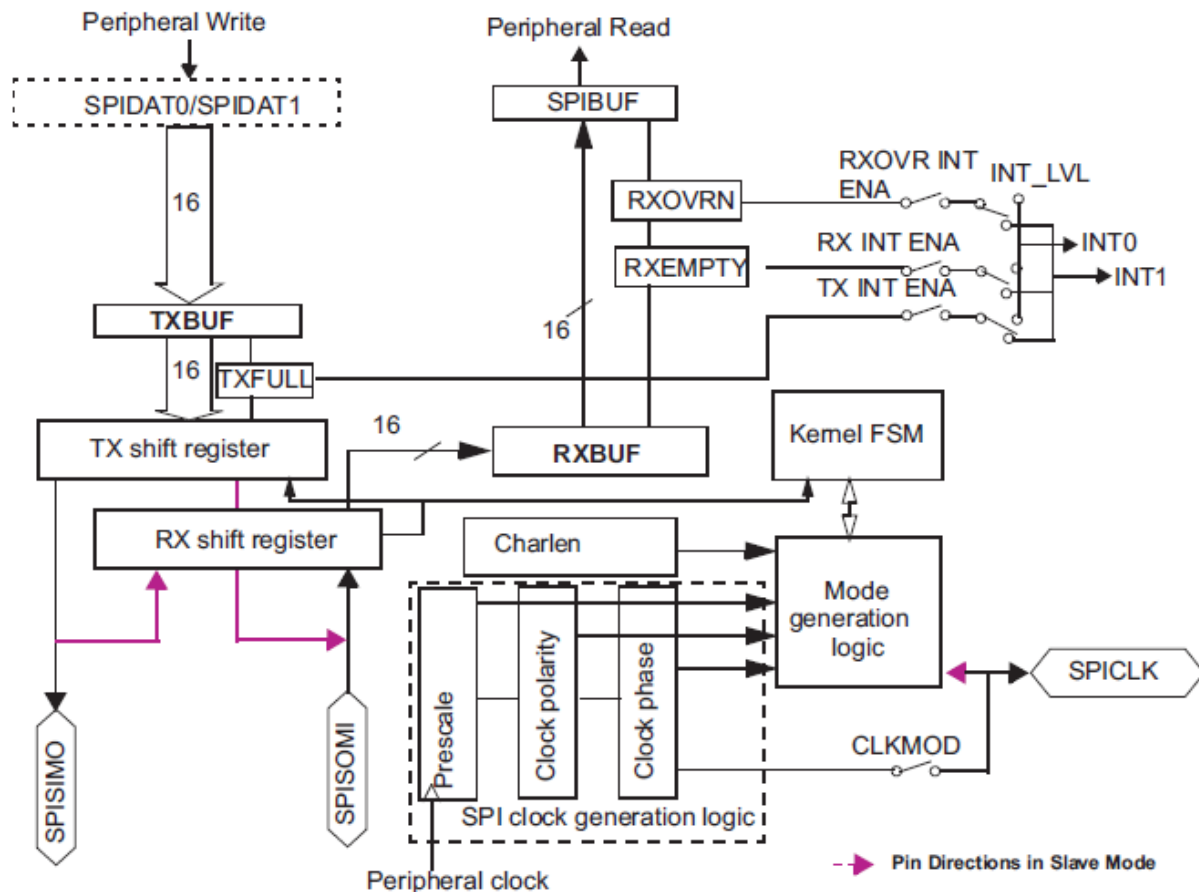 Peripheral Write
SPIDAT0/SPIDAT1
16
TXBUF
16
TXFULL
TX shift register
RX shift register
SPISIMO
SPISOMI
Peripheral Read
SPIBUF
RXOVRN
RXEMPTY
16
16
RXBUF
RXOVR INT
ENA
INT_LVL
RX INT ENA
INT0
TX INT ENA
INT1
Kernel FSM
Charlen
Mode
generation
logic
Prescale
Clock polarity
Clock phase
SPICLK
CLKMOD
SPI clock generation logic
Peripheral clock
Pin Directions in Slave Mode